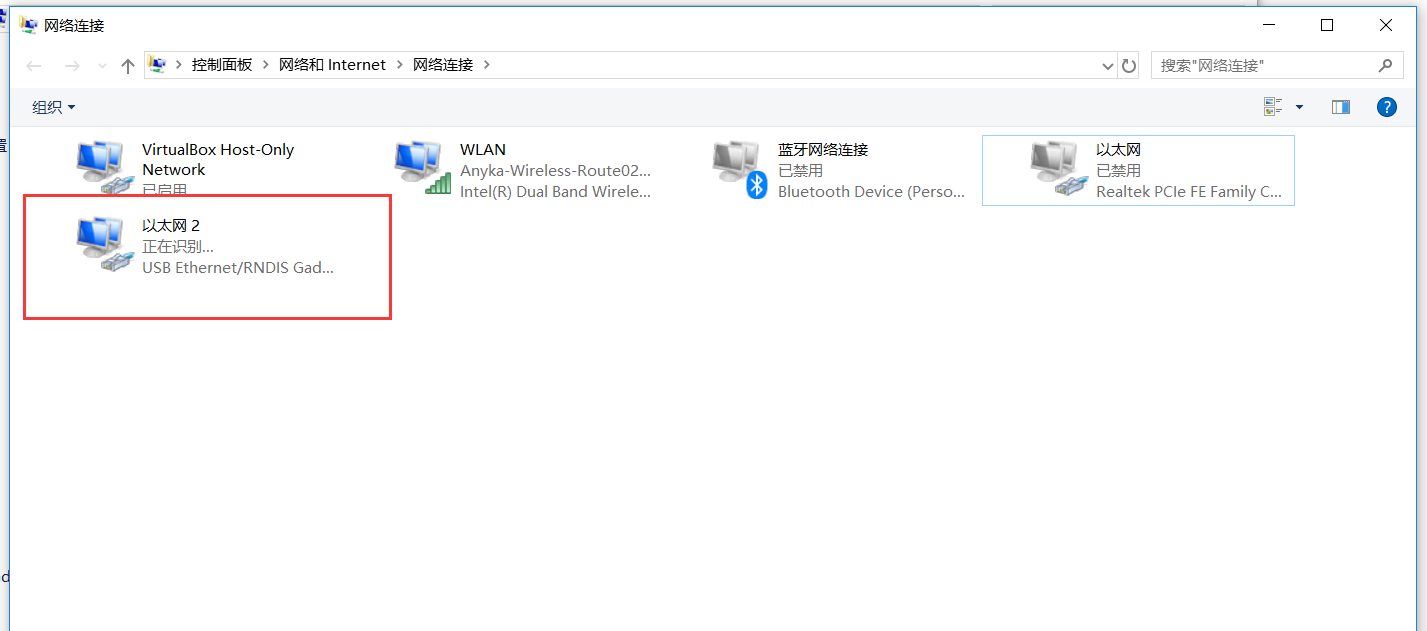 网络连接
控制面板 网络和 Internet 网络连接
搜索"网络连接"
组织
VirtualBox Host-Only
Network
已启用
WLAN
Anyka-Wireless-Route02...
Intel(R) Dual Band Wirele...
蓝牙网络连接
已禁用
Bluetooth Device (Perso...
以太网
已禁用
Realtek PCIe FE Family C...
以太网 2
正在识别...
USB Ethernet/RNDIS Gad...
置